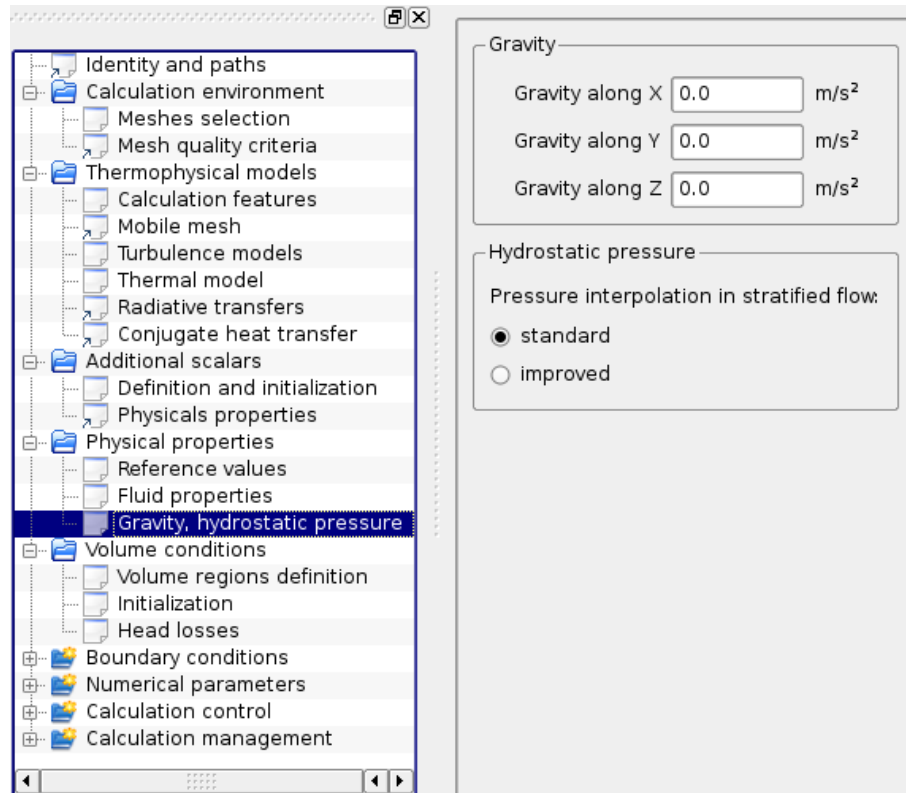 Identity and paths
Calculation environment
Meshes selection
Mesh quality criteria
Thermophysical models
Calculation features
Mobile mesh
Turbulence models
Thermal model
Radiative transfers
Conjugate heat transfer
Additional scalars
Definition and initialization
Physicals properties
Physical properties
Reference values
Fluid properties
Gravity, hydrostatic pressure
Volume conditions
Volume regions definition
Initialization
Head losses
Boundary conditions
Numerical parameters
Calculation control
Calculation management
Gravity
Gravity along X 0.0 m/s²
Gravity along Y 0.0 m/s²
Gravity along Z 0.0 m/s²
Hydrostatic pressure
Pressure interpolation in stratified flow:
standard
improved